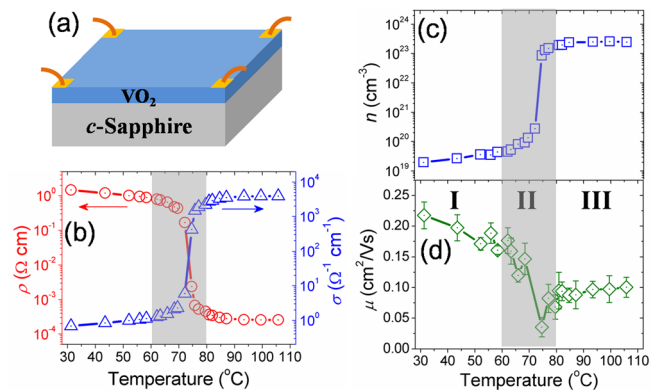 (a)
VO₂
c-Sapphire
(b)
ρ (Ω cm)
10⁰
10⁻¹
10⁻²
10⁻³
10⁻⁴
σ (Ω⁻¹ cm⁻¹)
10⁴
10³
10²
10¹
10⁰
30 40 50 60 70 80 90 100 110
Temperature (°C)
(c)
n (cm⁻³)
10²⁴
10²³
10²²
10²¹
10²⁰
10¹⁹
(d)
I II III
μ (cm²/Vs)
0.25
0.20
0.15
0.10
0.05
0.00
30 40 50 60 70 80 90 100 110
Temperature (°C)